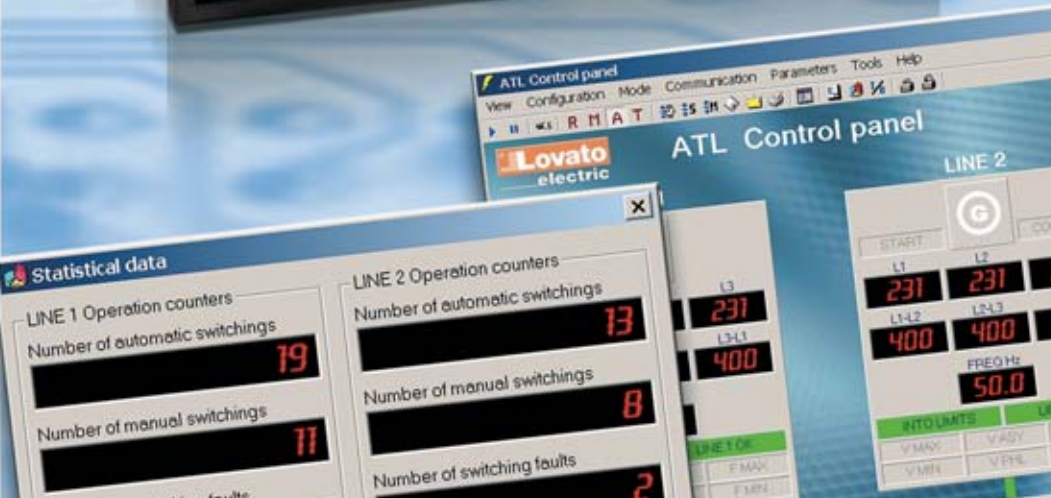 ATL Control panel
View Configuration Mode Communication Parameters Tools Help
R M A T
Lovato
electric
ATL Control panel
LINE 2
G
START
L1 L2
231 231
L1-L2 L2-L3
400 400
FREQ Hz
50.0
INTO LIMITS
V MAX V ASY
V MIN V PHL
L3
231
L3-L1
400
LINE 1 OK
F MAX
F MIN
Statistical data
LINE 1 Operation counters
Number of automatic switchings
19
Number of manual switchings
11
LINE 2 Operation counters
Number of automatic switchings
13
Number of manual switchings
8
Number of switching faults
2